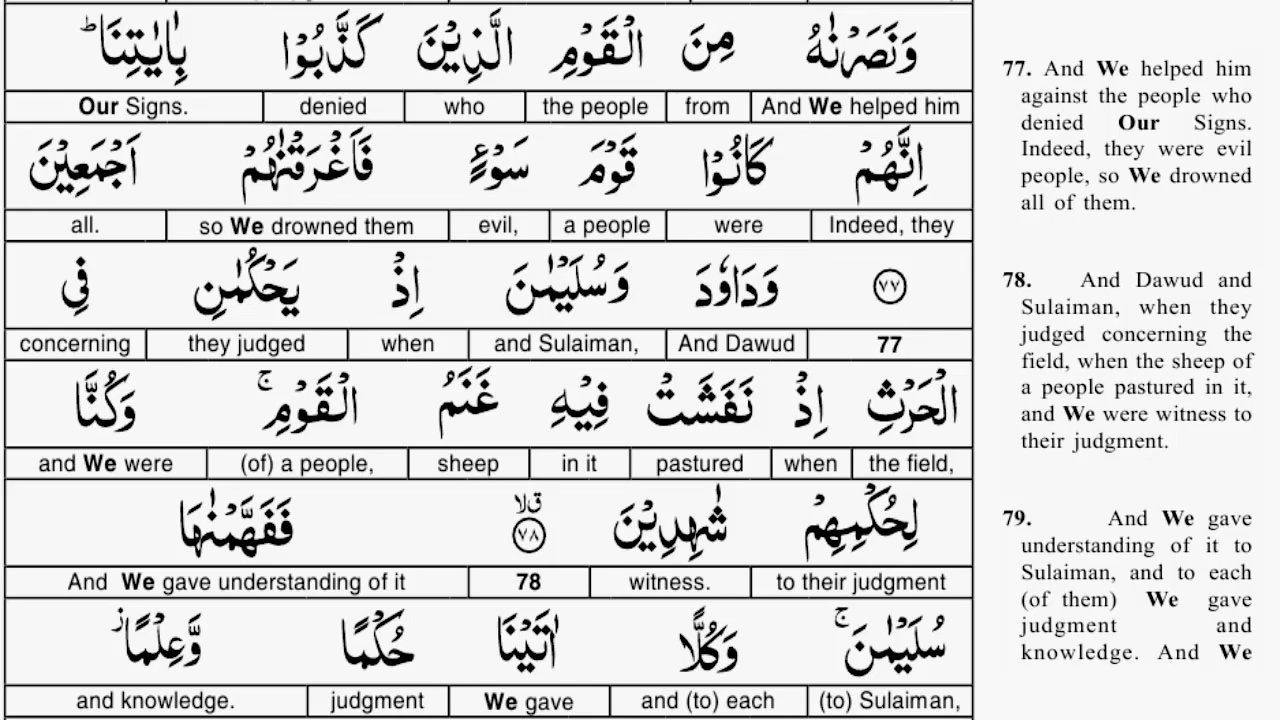 وَنَصَرْنٰهُ مِنَ الْقَوْمِ الَّذِيْنَ كَذَّبُوْا بِاٰيٰتِنَا ؕ
And We helped him from the people who denied Our Signs.
اِنَّهُمْ كَانُوْا قَوْمَ سَوْءٍ فَاَغْرَقْنٰهُمْ اَجْمَعِيْنَ
Indeed, they were a people evil, so We drowned them all.
۷۷ وَدَاوٗدَ وَسُلَيْمٰنَ اِذْ يَحْكُمٰنِ فِى
77 And Dawud and Sulaiman, when they judged concerning
الْحَرْثِ اِذْ نَفَشَتْ فِيْهِ غَنَمُ الْقَوْمِ ۚ وَكُنَّا
the field, when pastured in it sheep (of) a people, and We were
لِحُكْمِهِمْ شٰهِدِيْنَ ۷۸ ق لا فَفَهَّمْنٰهَا
to their judgment witness. 78 And We gave understanding of it
سُلَيْمٰنَ ۚ وَكُلًّا اٰتَيْنَا حُكْمًا وَّعِلْمًا ز
(to) Sulaiman, and (to) each We gave judgment and knowledge.
77. And We helped him
against the people who
denied Our Signs.
Indeed, they were evil
people, so We drowned
all of them.
78. And Dawud and
Sulaiman, when they
judged concerning the
field, when the sheep of
a people pastured in it,
and We were witness to
their judgment.
79. And We gave
understanding of it to
Sulaiman, and to each
(of them) We gave
judgment and
knowledge. And We